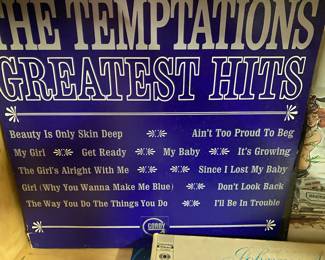 THE TEMPTATIONS
GREATEST HITS
Beauty Is Only Skin Deep Ain't Too Proud To Beg
My Girl Get Ready My Baby It's Growing
The Girl's Alright With Me Since I Lost My Baby
Girl (Why You Wanna Make Me Blue) Don't Look Back
The Way You Do The Things You Do I'll Be In Trouble
GORDY